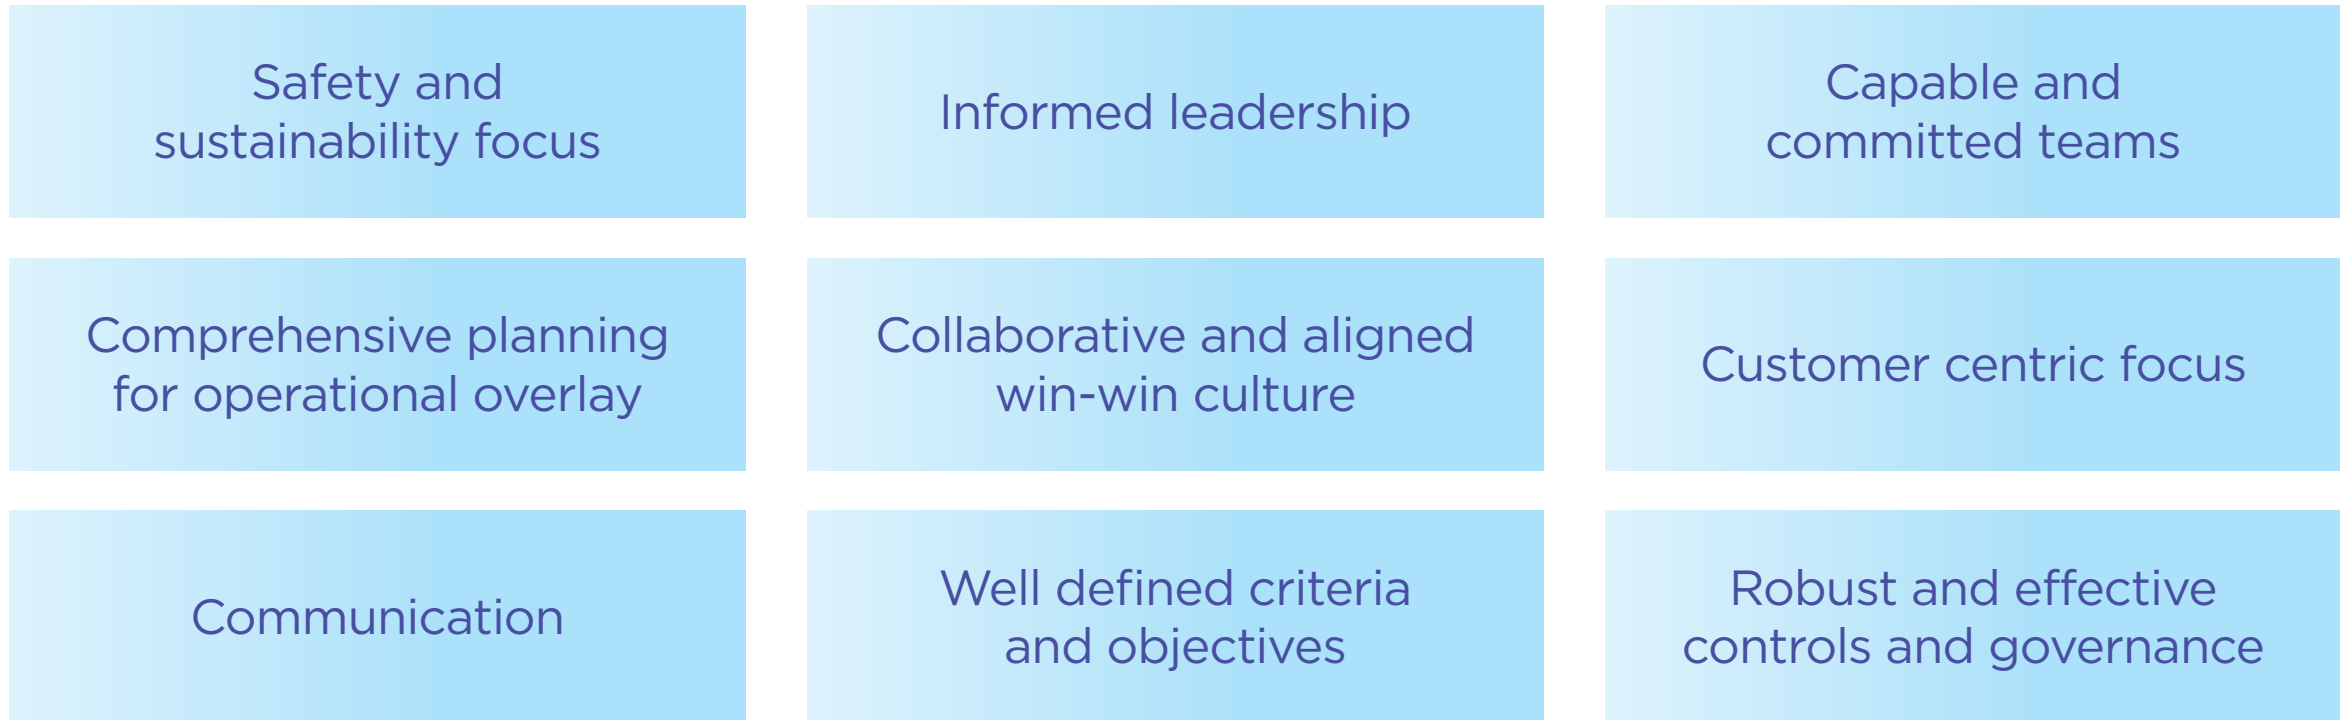 Safety and
sustainability focus
Informed leadership
Capable and
committed teams
Comprehensive planning
for operational overlay
Collaborative and aligned
win-win culture
Customer centric focus
Communication
Well defined criteria
and objectives
Robust and effective
controls and governance